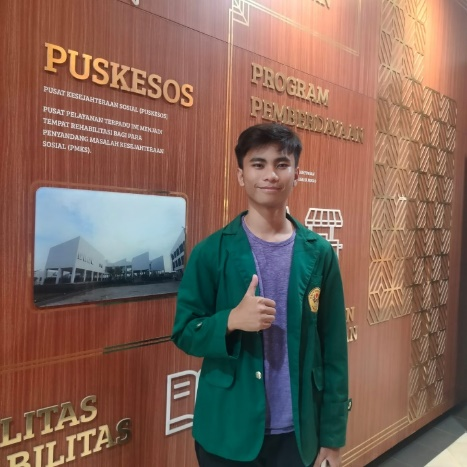 PUSKESOS
PUSAT KESEJAHTERAAN SOSIAL (PUSKESOS)
PUSAT PELAYANAN TERPADU INI MENJADI
TEMPAT REHABILITASI BAGI PARA
PENYANDANG MASALAH KESEJAHTERAAN
SOSIAL (PMKS).
PROGRAM
PEMBERDAYAAN
LITAS
BILITAS